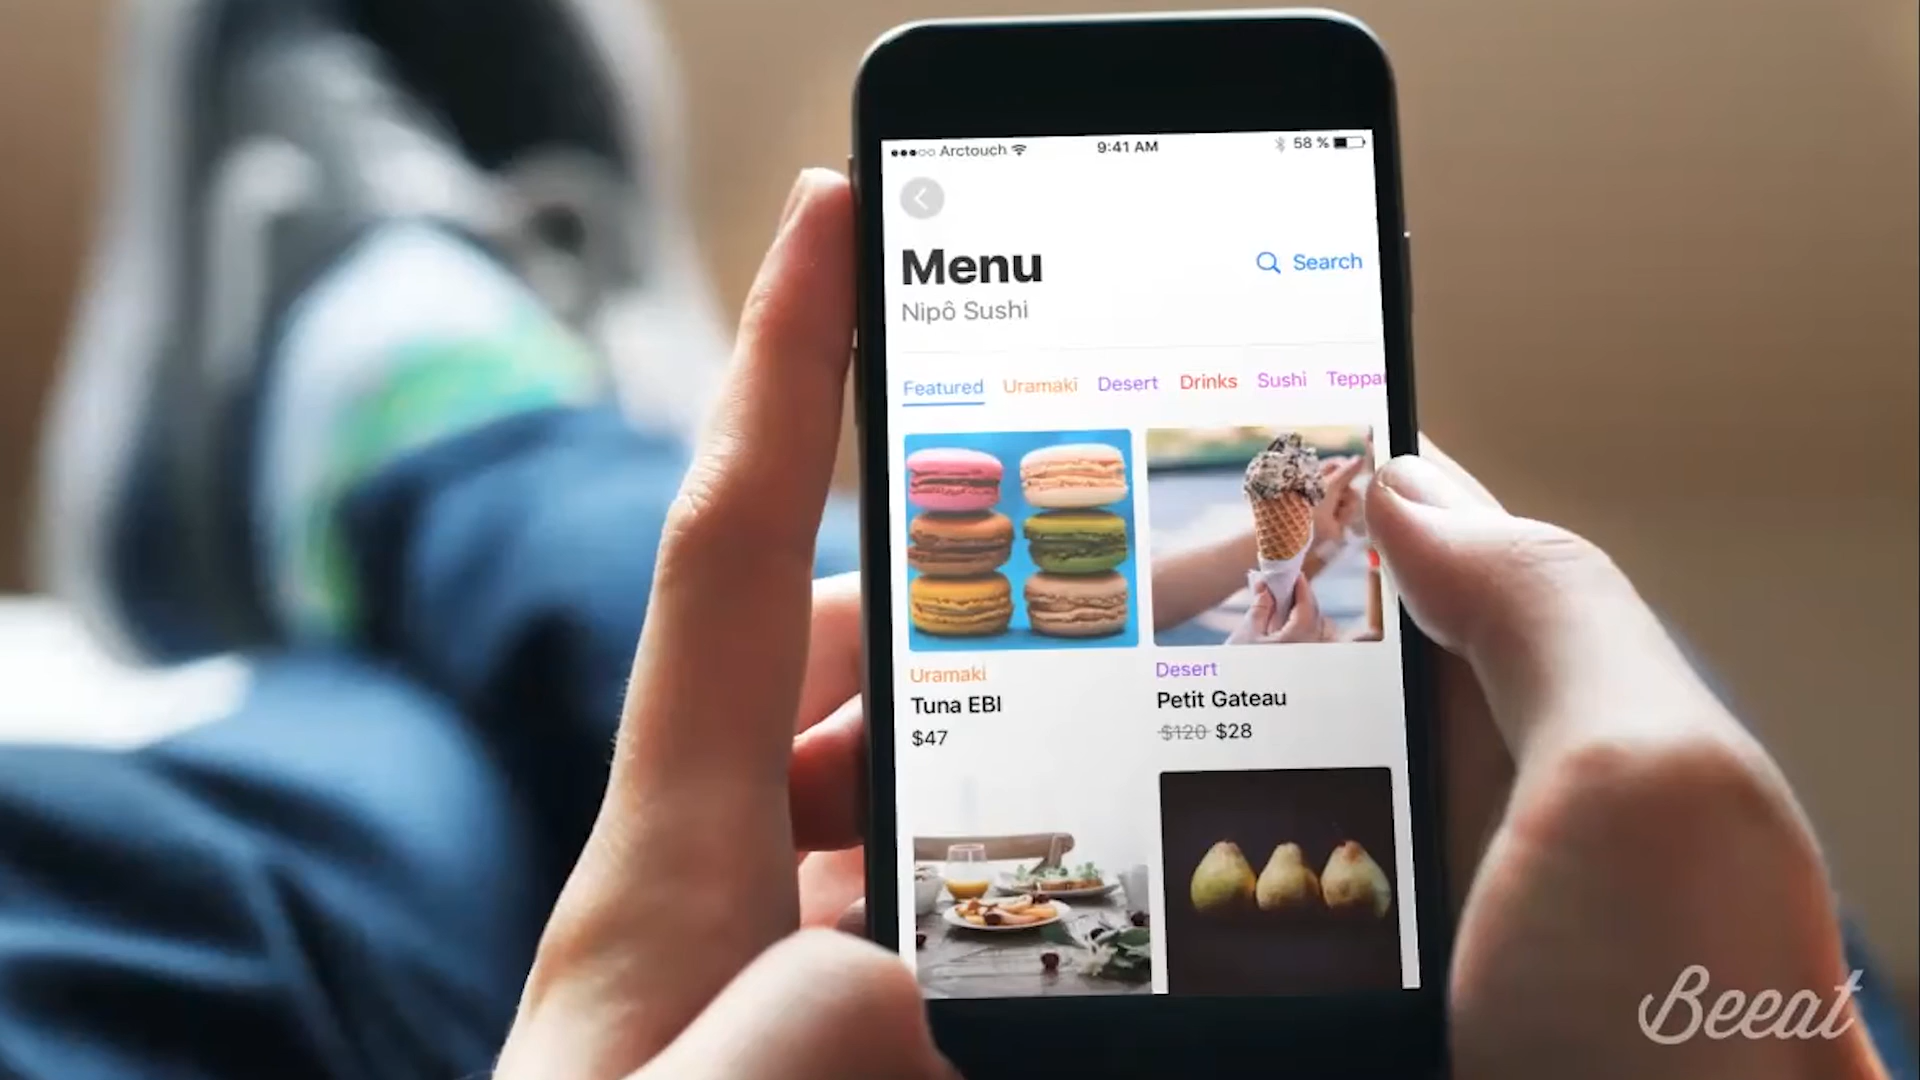 Arctouch 9:41 AM 58 %
Menu
Search
Nipô Sushi
Featured Uramaki Desert Drinks Sushi Teppa
Uramaki
Tuna EBI
$47
Desert
Petit Gateau
$120 $28
Beeat